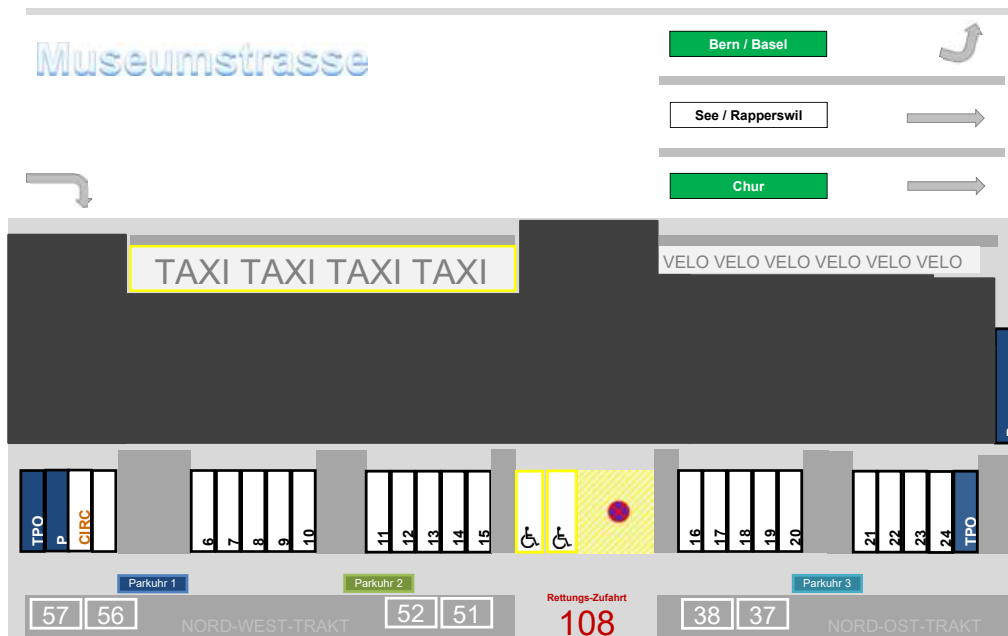 Museumstrasse
Bern / Basel
See / Rapperswil
Chur
TAXI TAXI TAXI TAXI
VELO VELO VELO VELO VELO VELO
TPO
P
CIRC
6
7
8
9
10
11
12
13
14
15
16
17
18
19
20
21
22
23
24
TPO
Parkuhr 1
Parkuhr 2
Parkuhr 3
57 56
NORD-WEST-TRAKT
52 51
Rettungs-Zufahrt
108
38 37
NORD-OST-TRAKT